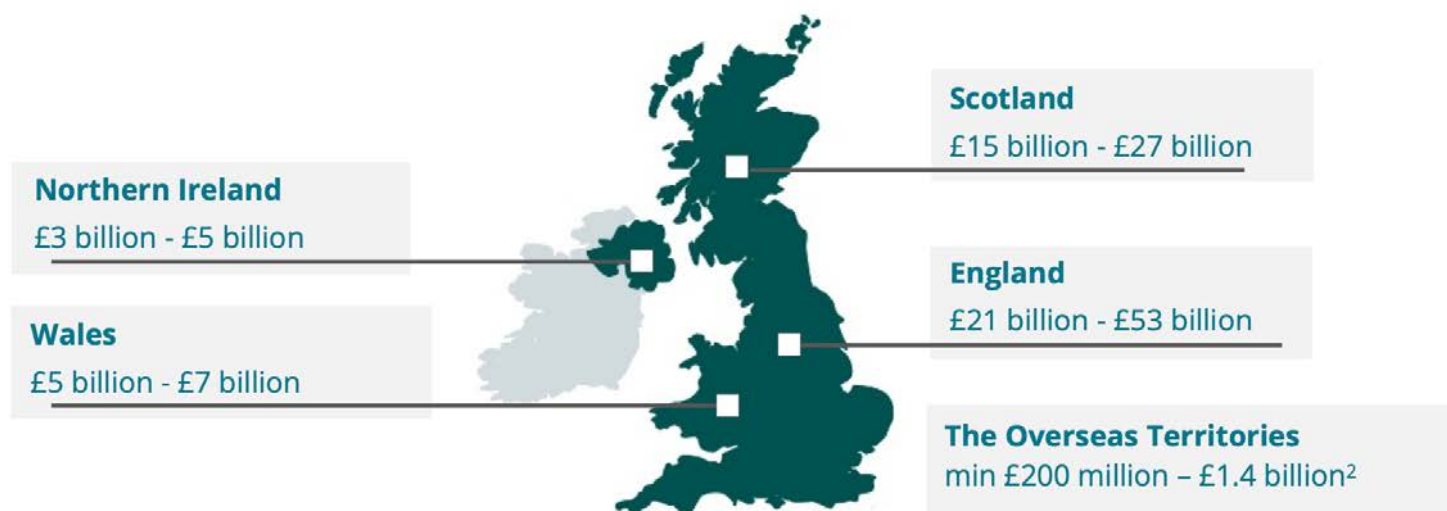 Scotland
£15 billion - £27 billion
Northern Ireland
£3 billion - £5 billion
England
£21 billion - £53 billion
Wales
£5 billion - £7 billion
The Overseas Territories
min £200 million – £1.4 billion²